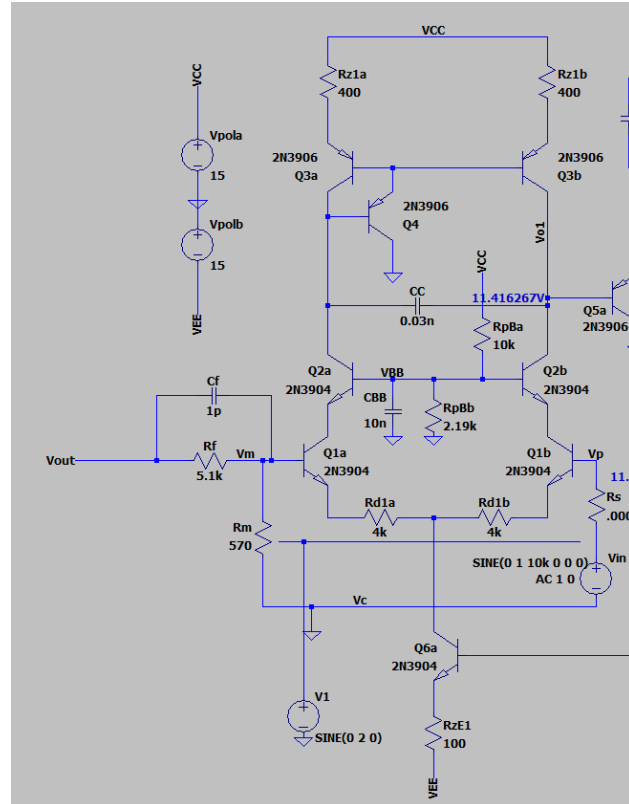 VCC
Rz1a
400
Rz1b
400
VCC
Vpola
15
2N3906
Q3a
2N3906
Q3b
2N3906
Q4
Vpolb
15
VEE
Vo1
VCC
CC
0.03n
11.416267V
Q5a
2N3906
RpBa
10k
Q2a
2N3904
VBB
Q2b
2N3904
CBB
10n
RpBb
2.19k
Cf
1p
Vout
Rf
5.1k
Vm
Q1a
2N3904
Q1b
2N3904
Vp
11.
Rs
.000
Rd1a
4k
Rd1b
4k
Rm
570
SINE(0 1 10k 0 0 0)
AC 1 0
Vin
Vc
Q6a
2N3904
V1
SINE(0 2 0)
RzE1
100
VEE